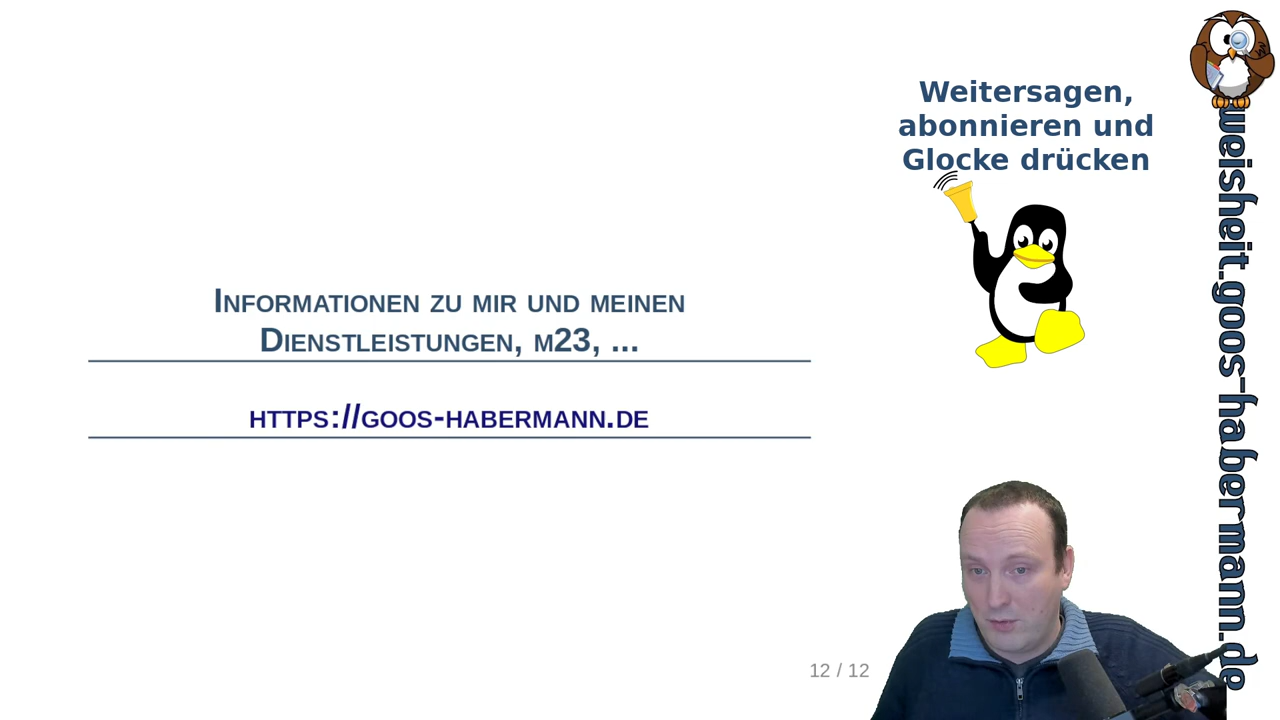 Weitersagen,
abonnieren und
Glocke drücken
Informationen zu mir und meinen
Dienstleistungen, m23, ...
https://goos-habermann.de
12 / 12
weisheit.goos-habermann.de